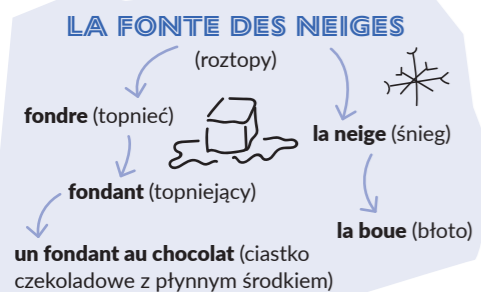 LA FONTE DES NEIGES
(roztopy)
fondre (topnieć)
la neige (śnieg)
fondant (topniejący)
la boue (błoto)
un fondant au chocolat (ciastko
czekoladowe z płynnym środkiem)